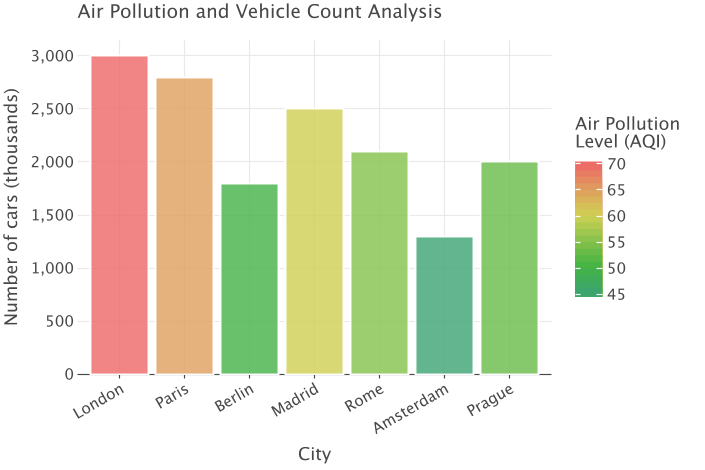 Air Pollution and Vehicle Count Analysis
Number of cars (thousands)
3,000
2,500
2,000
1,500
1,000
500
0
London
Paris
Berlin
Madrid
Rome
Amsterdam
Prague
City
Air Pollution
Level (AQI)
70
65
60
55
50
45